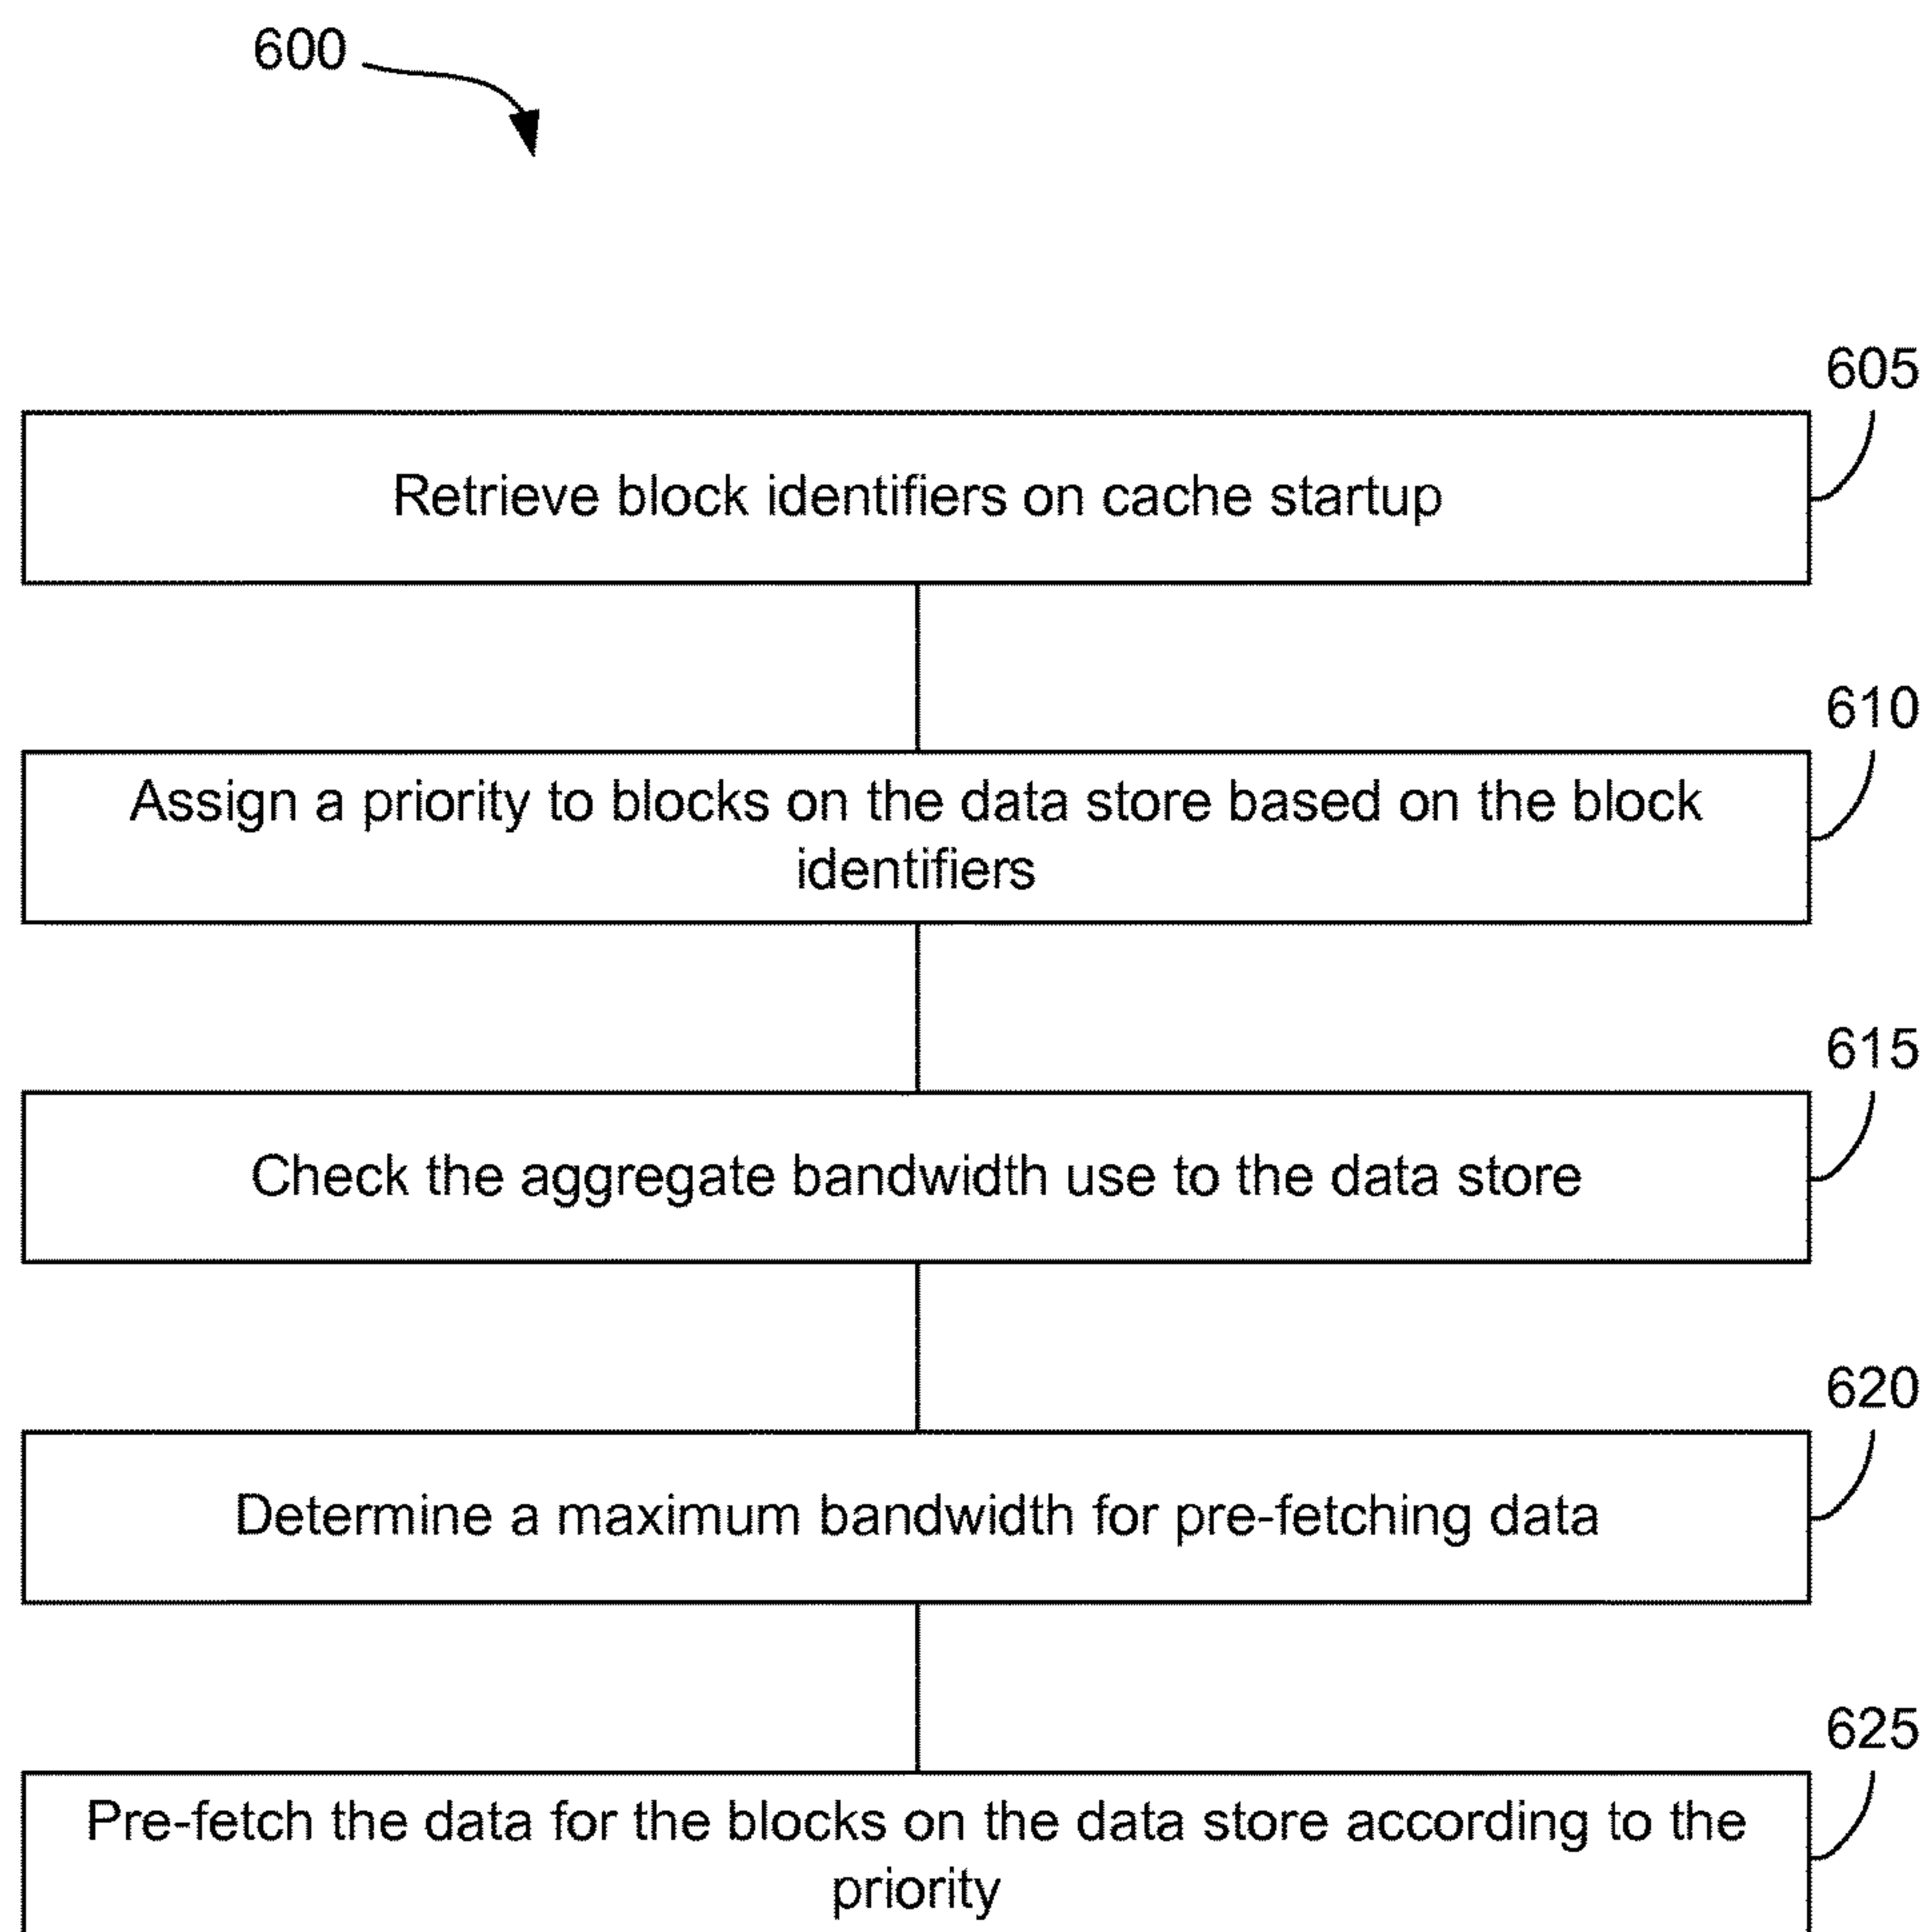 600
605
Retrieve block identifiers on cache startup
610
Assign a priority to blocks on the data store based on the block
identifiers
615
Check the aggregate bandwidth use to the data store
620
Determine a maximum bandwidth for pre-fetching data
625
Pre-fetch the data for the blocks on the data store according to the
priority